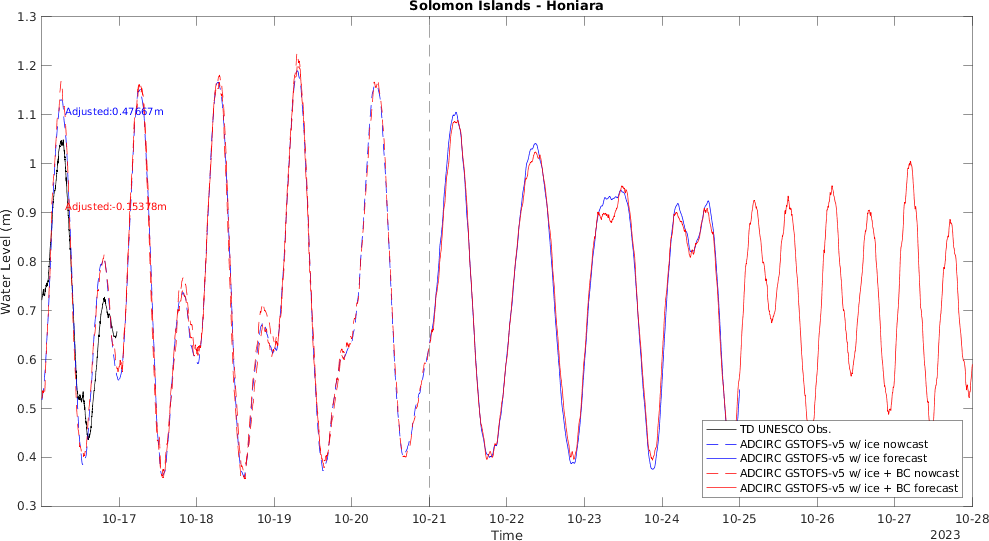 Solomon Islands - Honiara
1.3
1.2
1.1
1
0.9
0.8
0.7
0.6
0.5
0.4
0.3
Water Level (m)
Adjusted:0.47667m
Adjusted:-0.15378m
TD UNESCO Obs.
ADCIRC GSTOFS-v5 w/ ice nowcast
ADCIRC GSTOFS-v5 w/ ice forecast
ADCIRC GSTOFS-v5 w/ ice + BC nowcast
ADCIRC GSTOFS-v5 w/ ice + BC forecast
10-17 10-18 10-19 10-20 10-21 10-22 10-23 10-24 10-25 10-26 10-27 10-28
Time
2023